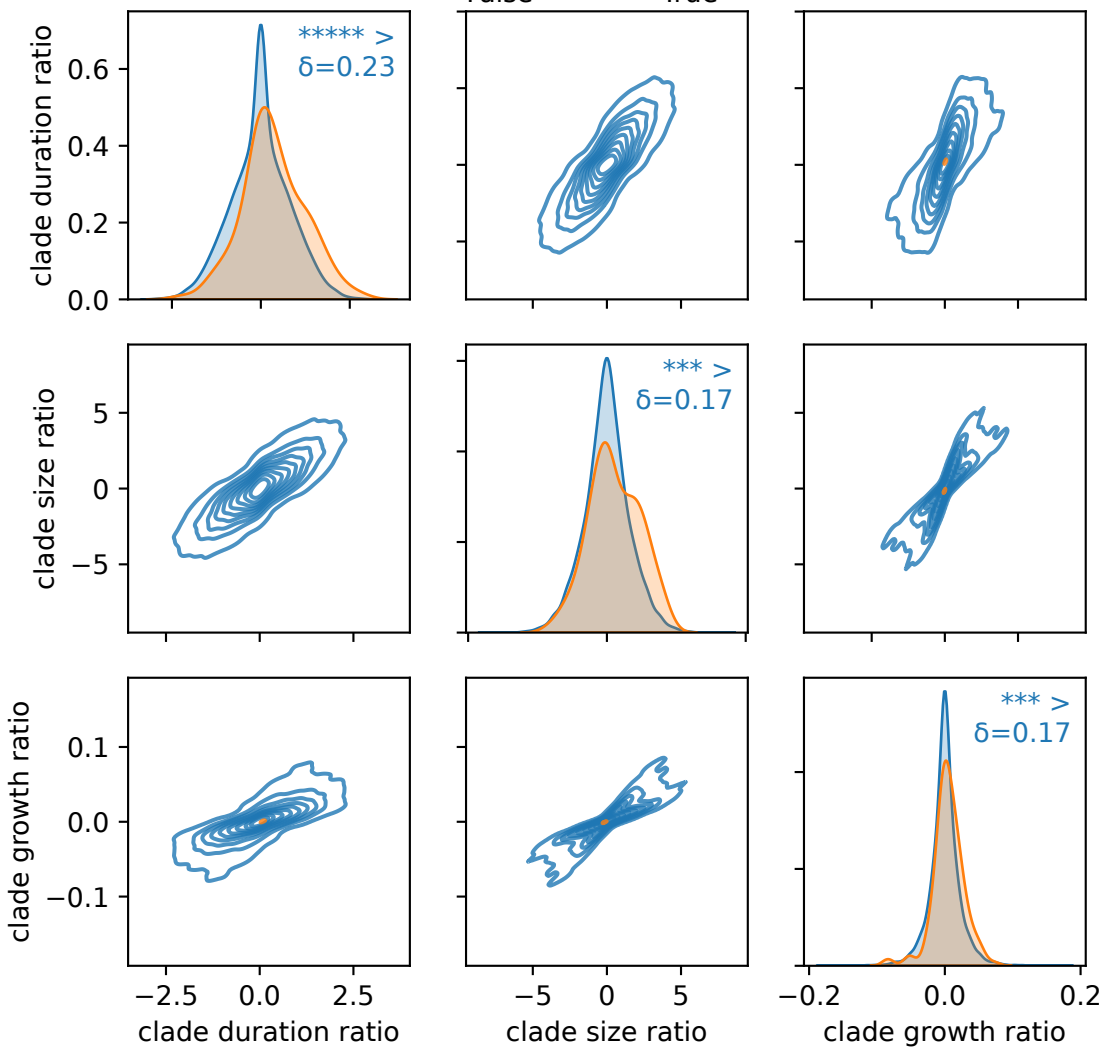 True
clade duration ratio
0.6
0.4
0.2
0.0
***** >
δ=0.23
clade size ratio
5
0
−5
*** >
δ=0.17
clade growth ratio
0.1
0.0
−0.1
*** >
δ=0.17
−2.5 0.0 2.5
−5 0 5
−0.2 0.0 0.2
clade duration ratio
clade size ratio
clade growth ratio